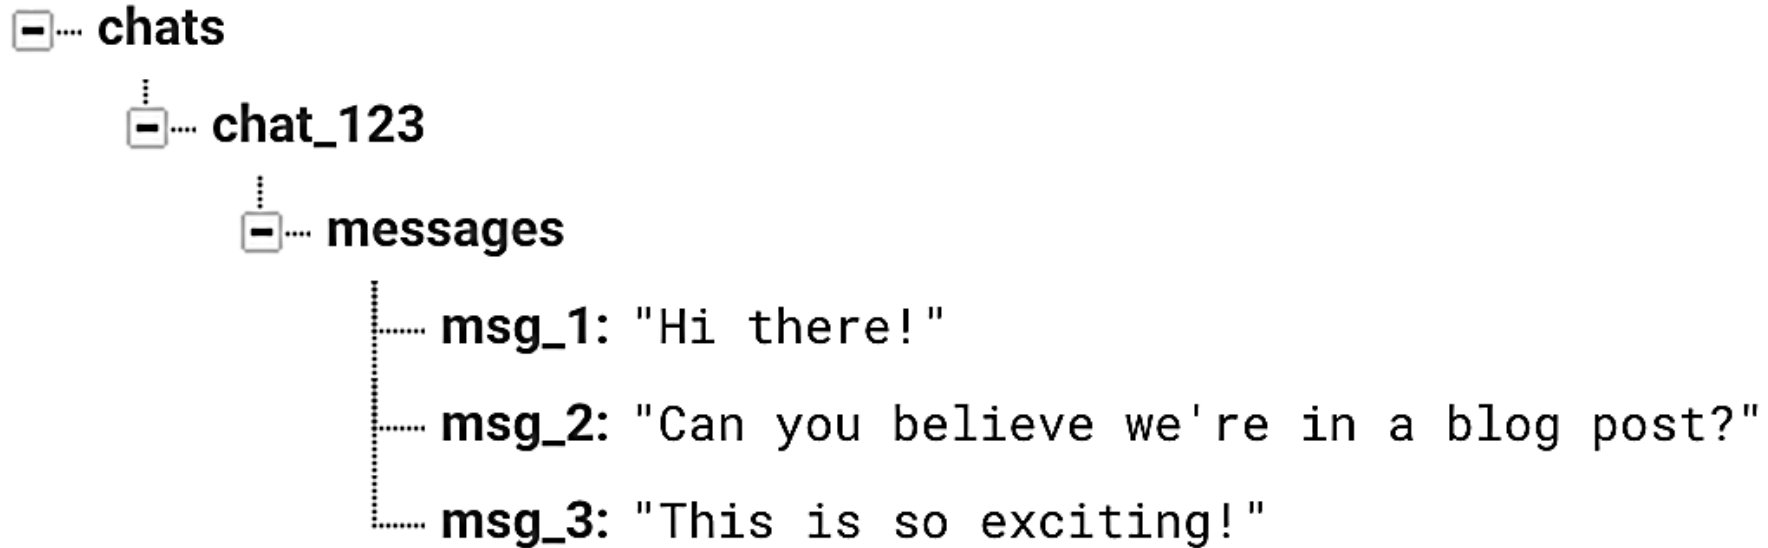 chats
chat_123
messages
msg_1: "Hi there!"
msg_2: "Can you believe we're in a blog post?"
msg_3: "This is so exciting!"